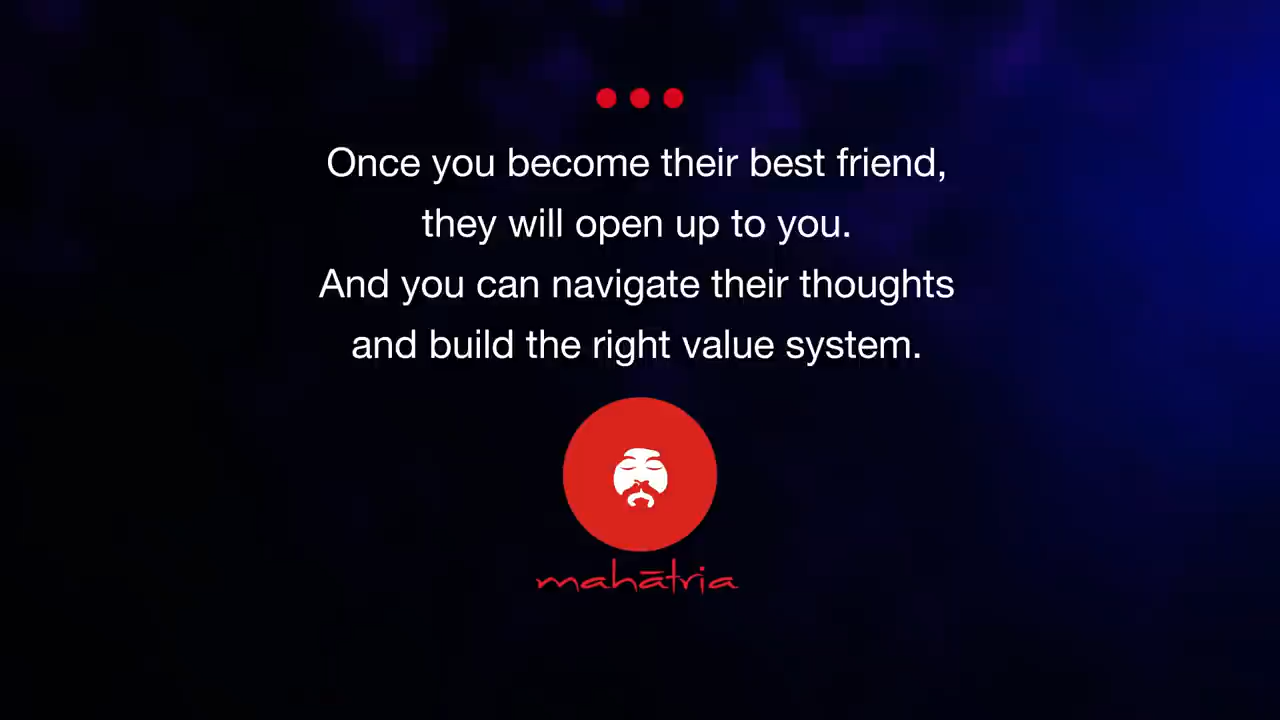 Once you become their best friend,
they will open up to you.
And you can navigate their thoughts
and build the right value system.
mahātria